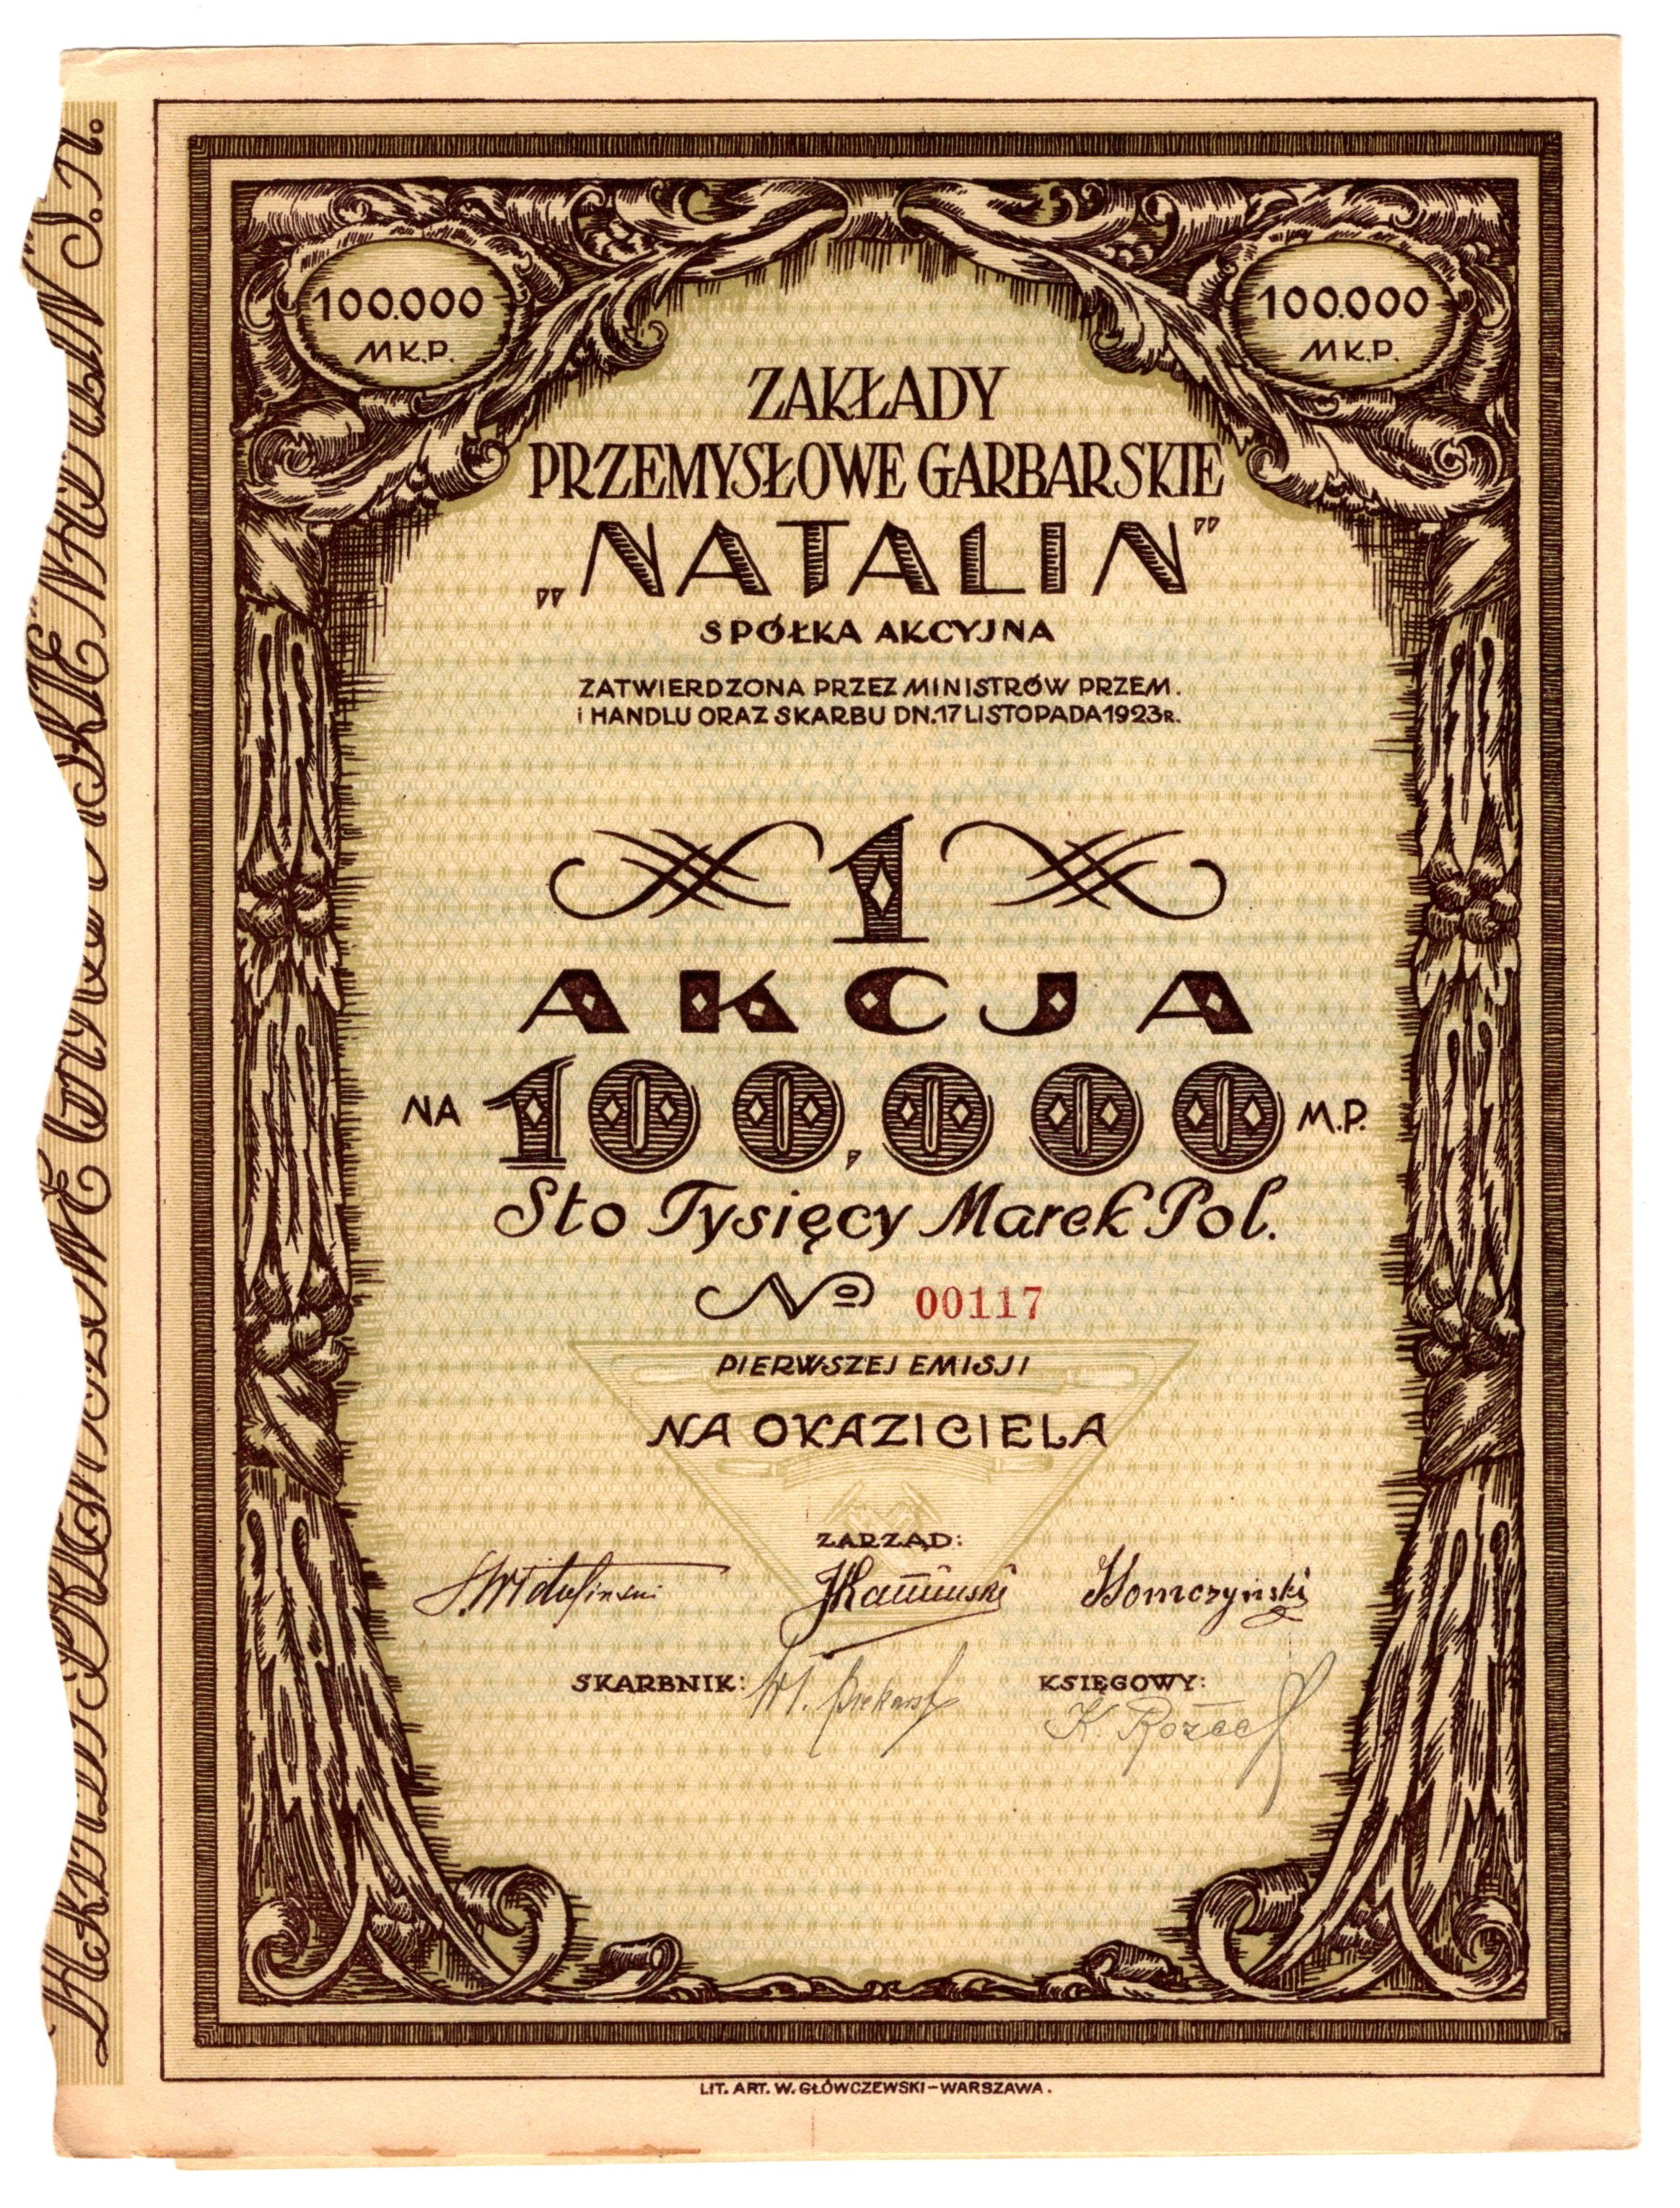 100.000
MK.P.
100.000
MK.P.
ZAKŁADY
PRZEMYSŁOWE GARBARSKIE
„NATALIN”
SPÓŁKA AKCYJNA
ZATWIERDZONA PRZEZ MINISTRÓW PRZEM.
i HANDLU ORAZ SKARBU DN. 17 LISTOPADA 1923 R.
1
AKCJA
NA 100,000 M.P.
Sto Tysięcy Marek Pol.
No 00117
PIERWSZEJ EMISJI
NA OKAZICIELA
ZARZĄD:
JKamiński
SKARBNIK:
KSIĘGOWY:
LIT. ART. W. GŁÓWCZEWSKI-WARSZAWA.